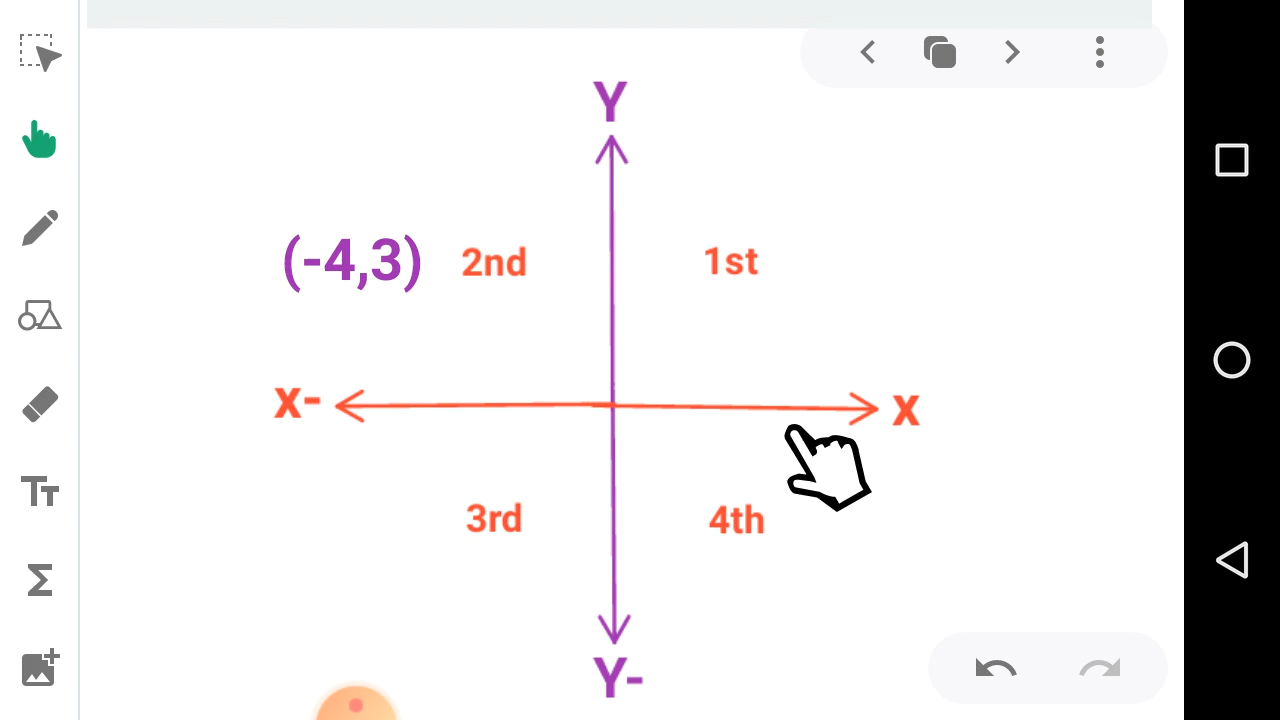 Y
(-4,3) 2nd 1st
X- X
3rd 4th
Y-